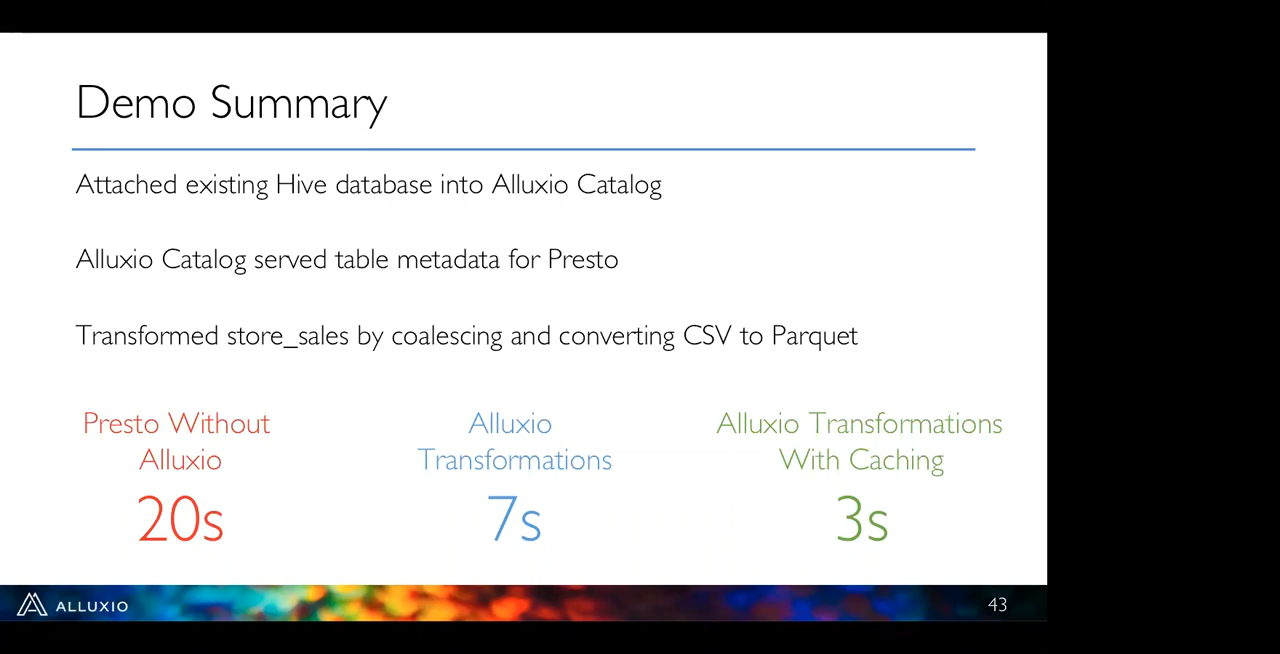 Demo Summary
Attached existing Hive database into Alluxio Catalog
Alluxio Catalog served table metadata for Presto
Transformed store_sales by coalescing and converting CSV to Parquet
Presto Without
Alluxio
20s
Alluxio
Transformations
7s
Alluxio Transformations
With Caching
3s
ALLUXIO
43